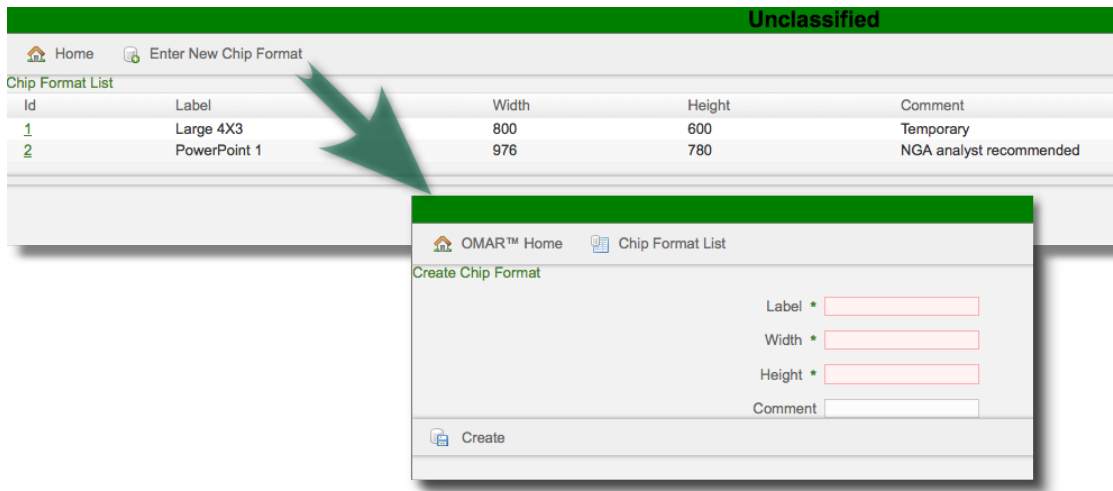 Unclassified
Home Enter New Chip Format
Chip Format List
Id Label Width Height Comment
1 Large 4X3 800 600 Temporary
2 PowerPoint 1 976 780 NGA analyst recommended
OMAR™ Home Chip Format List
Create Chip Format
Label *
Width *
Height *
Comment
Create